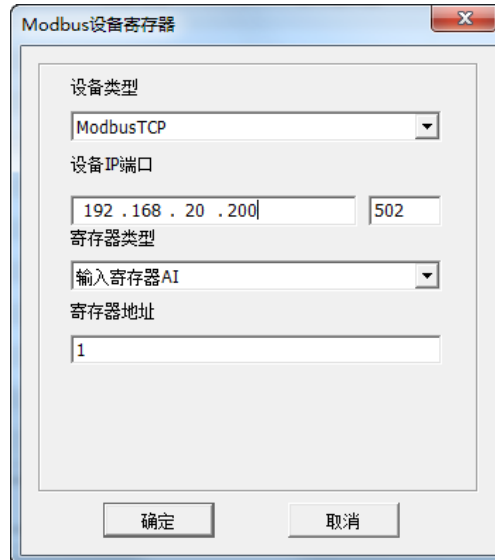 Modbus设备寄存器
设备类型
ModbusTCP
设备IP端口
192 .168 . 20 .200 502
寄存器类型
输入寄存器AI
寄存器地址
1
确定 取消